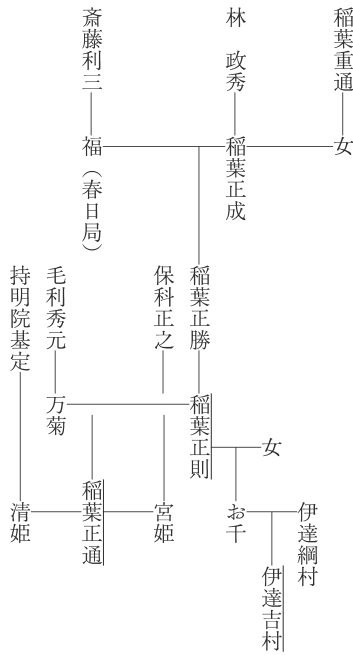 稲葉重通
林 政秀
斎藤利三
女
稲葉正成
福(春日局)
稲葉正勝
保科正之
毛利秀元
持明院基定
女
稲葉正則
万菊
伊達綱村
お千
宮姫
稲葉正通
清姫
伊達吉村